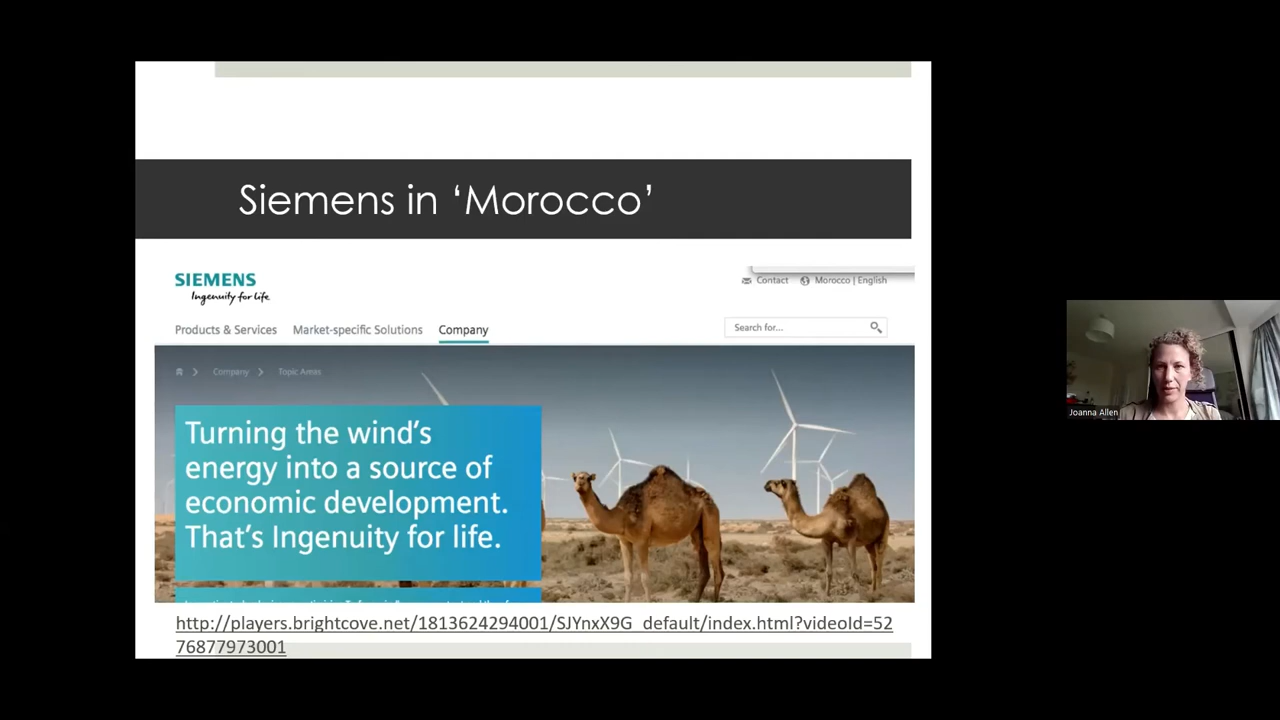 Siemens in ‘Morocco’
SIEMENS
Ingenuity for life
Contact
Morocco | English
Products & Services
Market-specific Solutions
Company
Search for...
Company
Topic Areas
Turning the wind’s
energy into a source of
economic development.
That’s Ingenuity for life.
http://players.brightcove.net/1813624294001/SJYnxX9G_default/index.html?videoId=52
76877973001
Joanna Allen